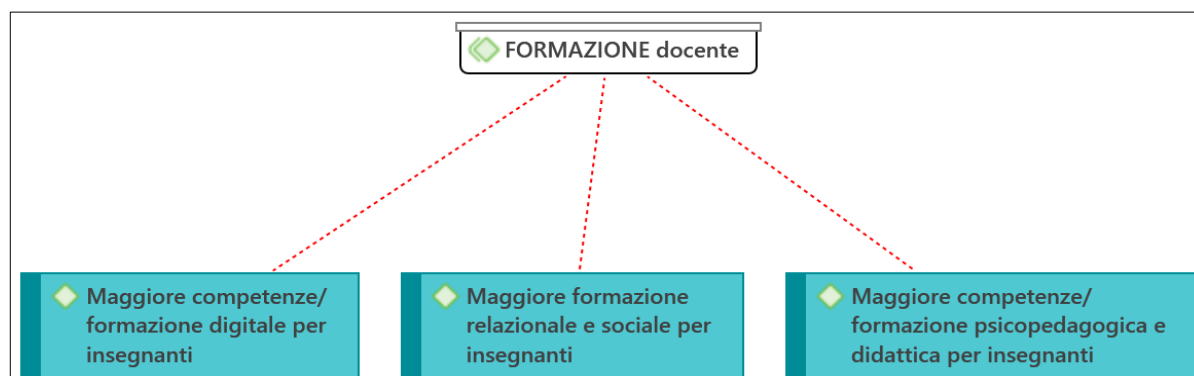 FORMAZIONE docente
Maggiore competenze/
formazione digitale per
insegnanti
Maggiore formazione
relazionale e sociale per
insegnanti
Maggiore competenze/
formazione psicopedagogica e
didattica per insegnanti